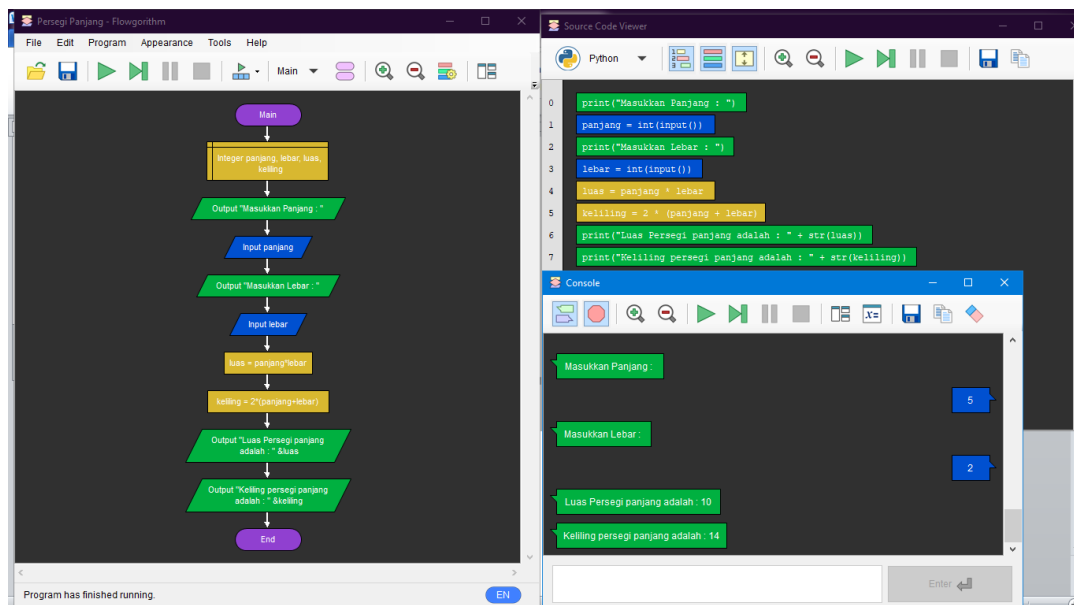 Persegi Panjang - Flowgorithm
File Edit Program Appearance Tools Help
Main
Main
Integer panjang, lebar, luas,
keliling
Output "Masukkan Panjang : "
Input panjang
Output "Masukkan Lebar : "
Input lebar
luas = panjang*lebar
keliling = 2*(panjang+lebar)
Output "Luas Persegi panjang
adalah : " &luas
Output "Keliling persegi panjang
adalah : " &keliling
End
Program has finished running.
EN
Source Code Viewer
Python
0 print("Masukkan Panjang : ")
1 panjang = int(input())
2 print("Masukkan Lebar : ")
3 lebar = int(input())
4 luas = panjang * lebar
5 keliling = 2 * (panjang + lebar)
6 print("Luas Persegi panjang adalah : " + str(luas))
7 print("Keliling persegi panjang adalah : " + str(keliling))
Console
x=
Masukkan Panjang :
5
Masukkan Lebar :
2
Luas Persegi panjang adalah : 10
Keliling persegi panjang adalah : 14
Enter